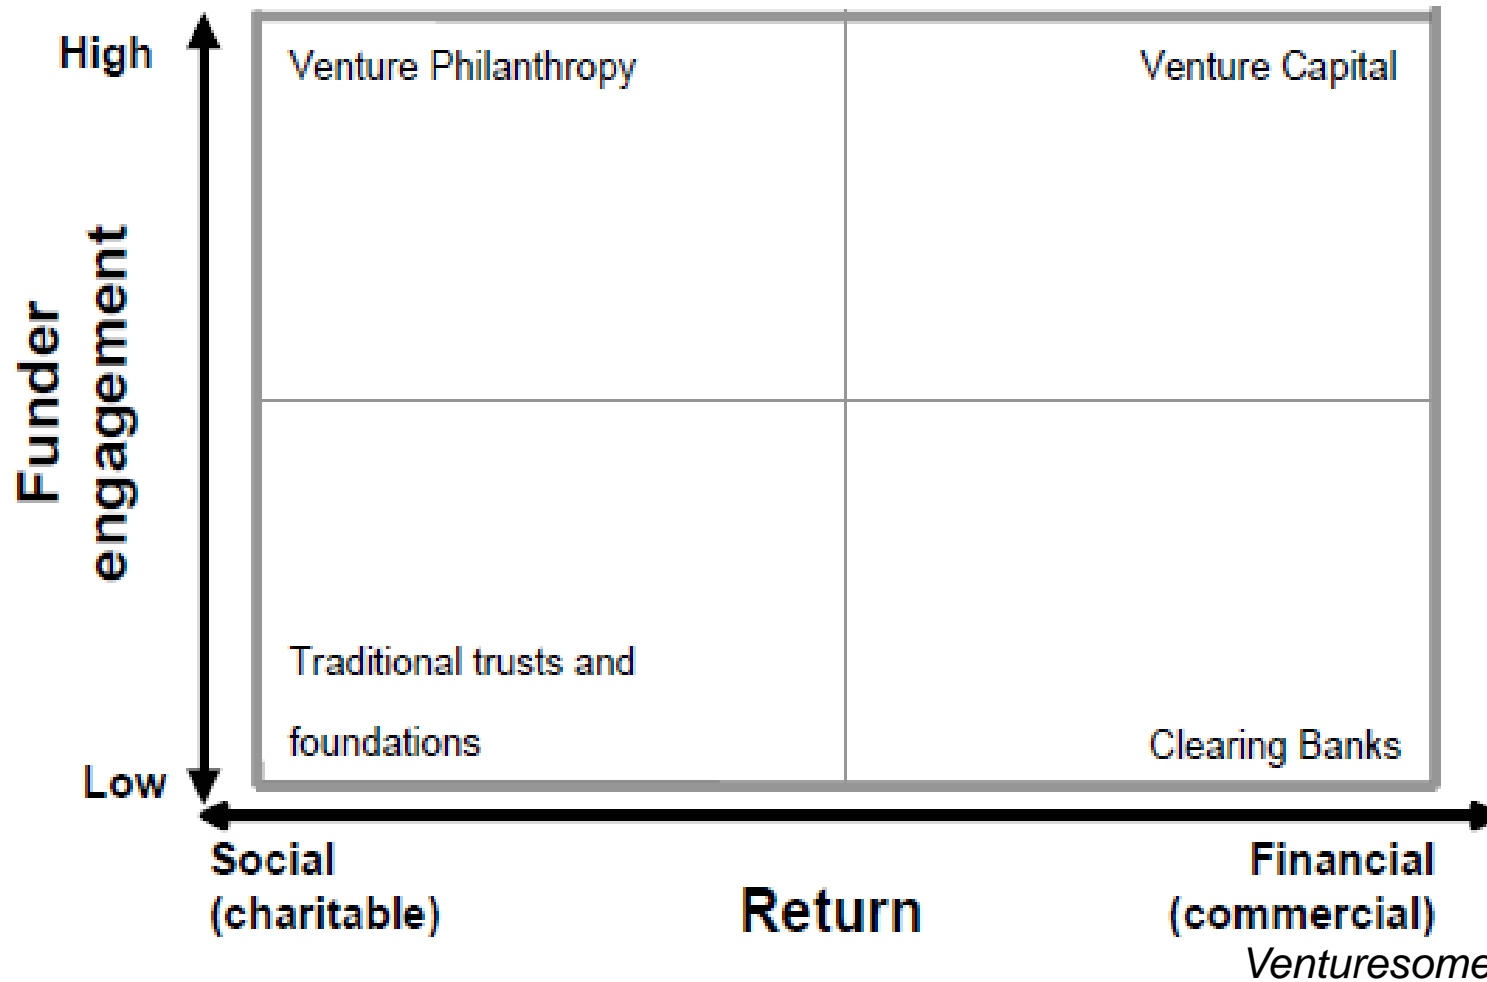 High
Venture Philanthropy
Venture Capital
Funder
engagement
Traditional trusts and
foundations
Clearing Banks
Low
Social
(charitable)
Return
Financial
(commercial)
Venturesome